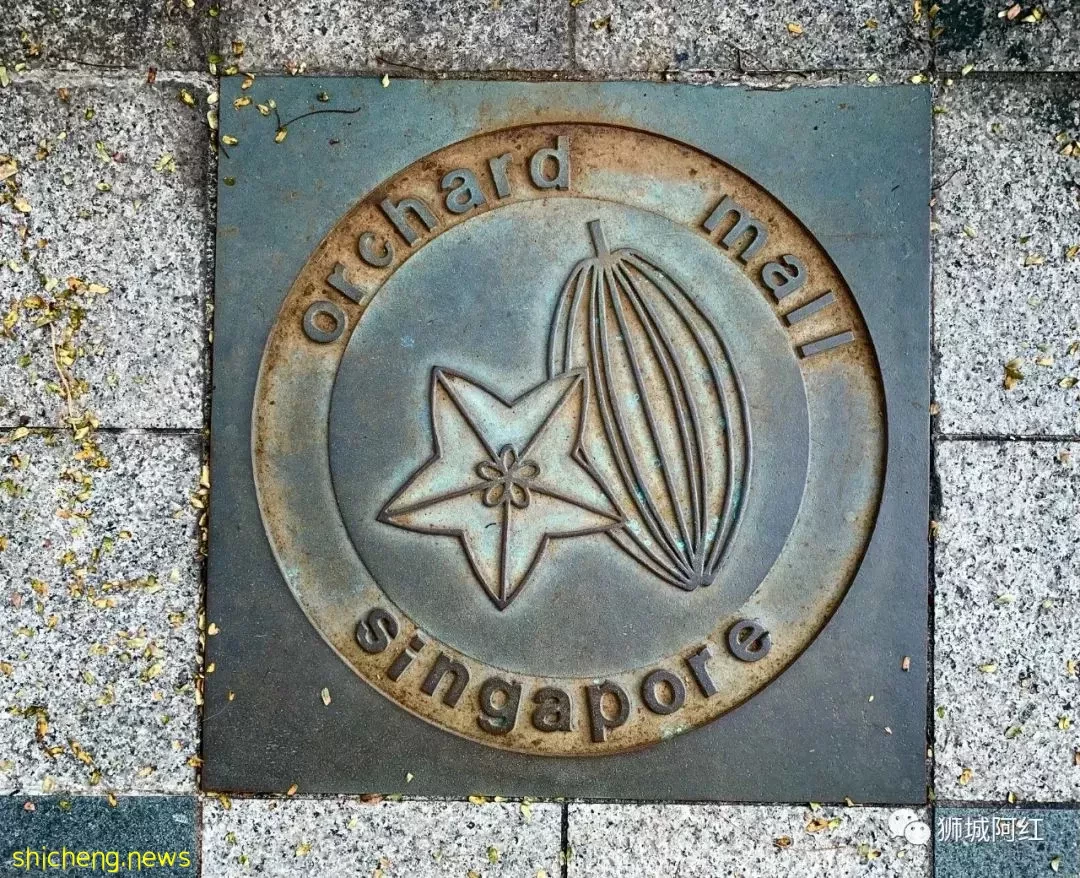 orchard mall
singapore
狮城阿红
shicheng.news